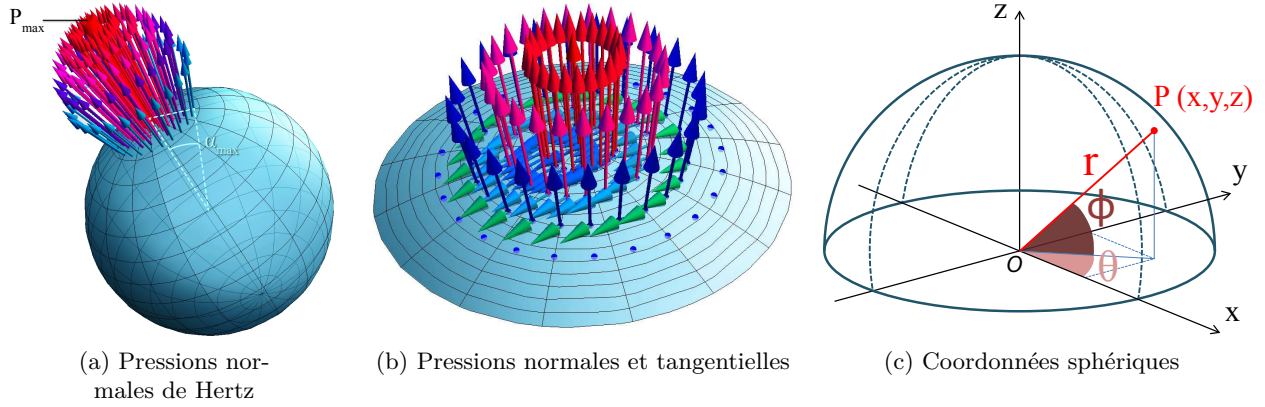 P_max
α_max
z
P (x,y,z)
r
ϕ
y
O
θ
x
(a) Pressions nor-
males de Hertz
(b) Pressions normales et tangentielles
(c) Coordonnées sphériques